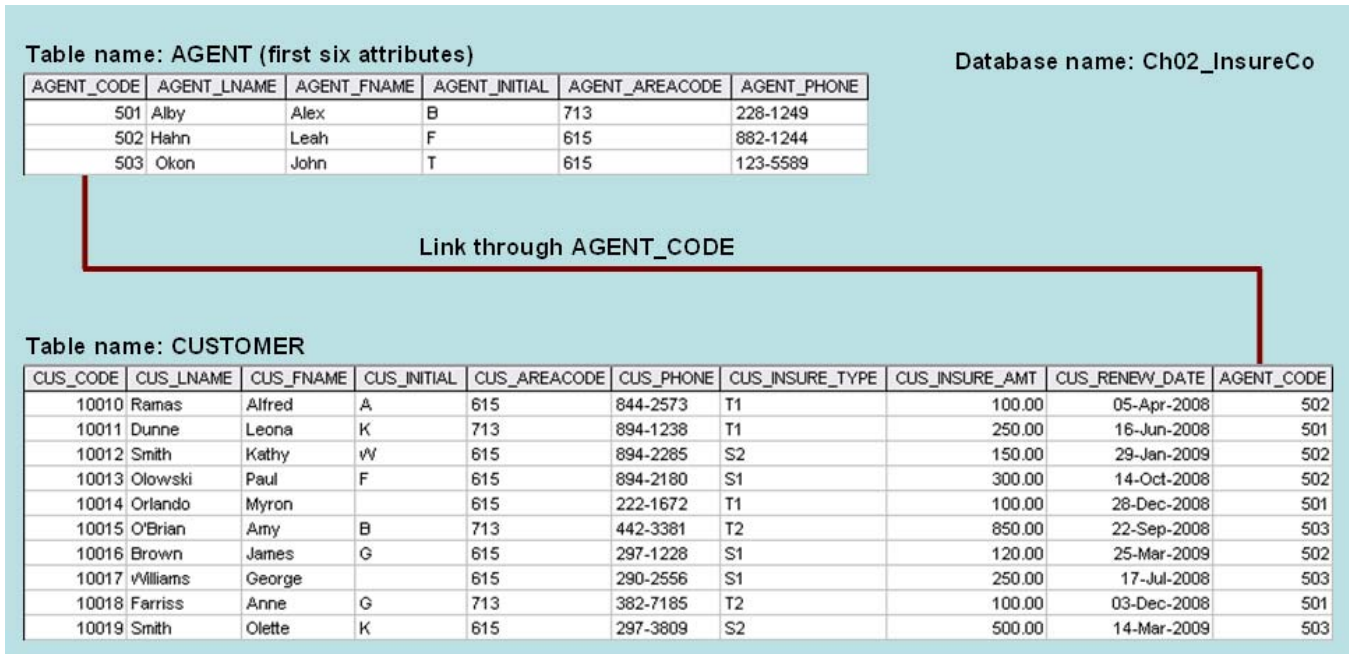 Table name: AGENT (first six attributes)
Database name: Ch02_InsureCo
AGENT_CODE AGENT_LNAME AGENT_FNAME AGENT_INITIAL AGENT_AREACODE AGENT_PHONE
501 Alby Alex B 713 228-1249
502 Hahn Leah F 615 882-1244
503 Okon John T 615 123-5589
Link through AGENT_CODE
Table name: CUSTOMER
CUS_CODE CUS_LNAME CUS_FNAME CUS_INITIAL CUS_AREACODE CUS_PHONE CUS_INSURE_TYPE CUS_INSURE_AMT CUS_RENEW_DATE AGENT_CODE
10010 Ramas Alfred A 615 844-2573 T1 100.00 05-Apr-2008 502
10011 Dunne Leona K 713 894-1238 T1 250.00 16-Jun-2008 501
10012 Smith Kathy W 615 894-2285 S2 150.00 29-Jan-2009 502
10013 Olowski Paul F 615 894-2180 S1 300.00 14-Oct-2008 502
10014 Orlando Myron 615 222-1672 T1 100.00 28-Dec-2008 501
10015 O'Brian Amy B 713 442-3381 T2 850.00 22-Sep-2008 503
10016 Brown James G 615 297-1228 S1 120.00 25-Mar-2009 502
10017 Williams George 615 290-2556 S1 250.00 17-Jul-2008 503
10018 Farriss Anne G 713 382-7185 T2 100.00 03-Dec-2008 501
10019 Smith Olette K 615 297-3809 S2 500.00 14-Mar-2009 503